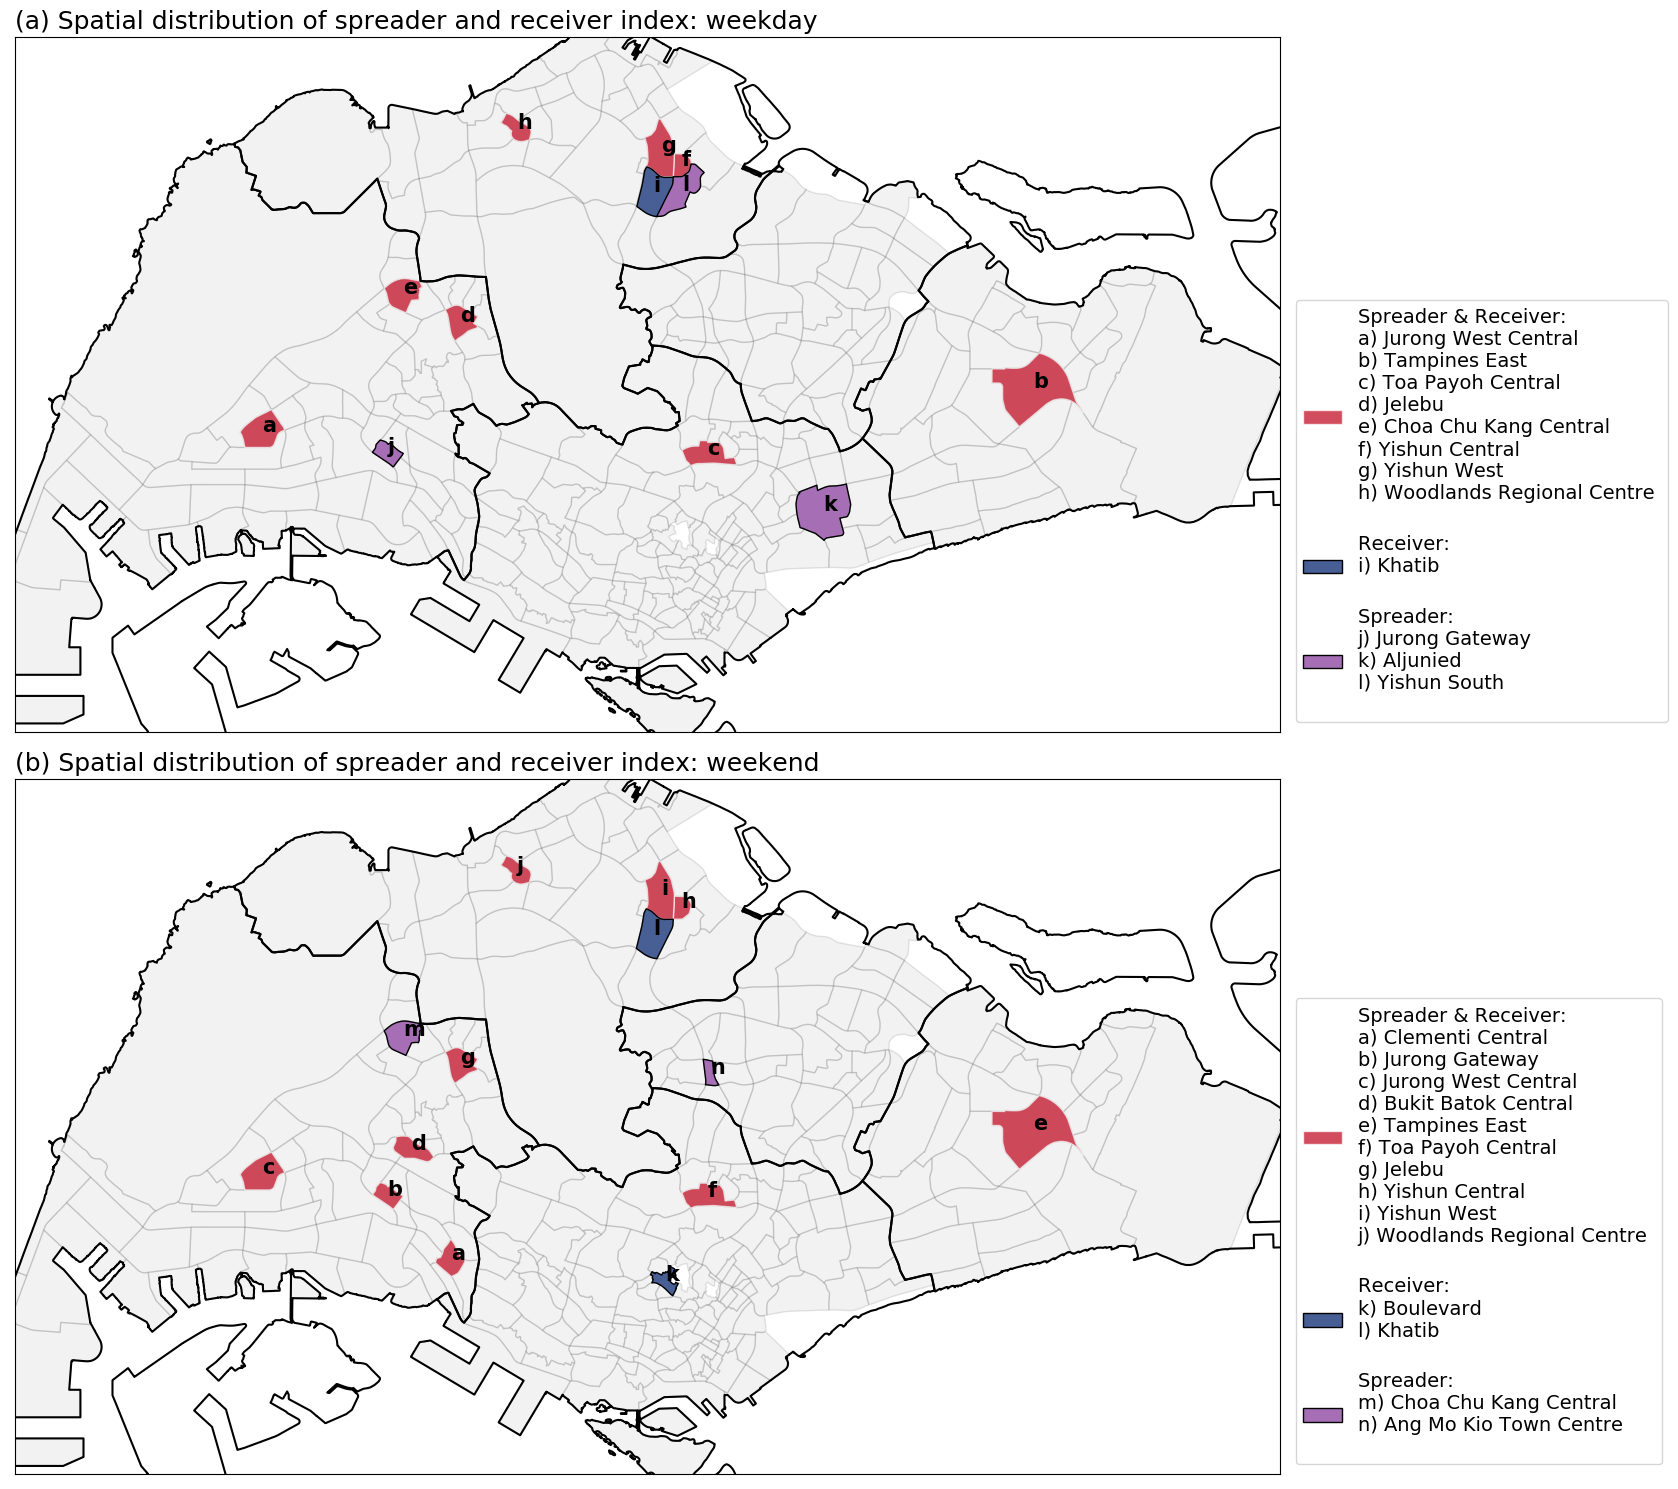 (a) Spatial distribution of spreader and receiver index: weekday
h
g
f
i
l
e
d
b
a
j
c
k
Spreader & Receiver:
a) Jurong West Central
b) Tampines East
c) Toa Payoh Central
d) Jelebu
e) Choa Chu Kang Central
f) Yishun Central
g) Yishun West
h) Woodlands Regional Centre
Receiver:
i) Khatib
Spreader:
j) Jurong Gateway
k) Aljunied
l) Yishun South
(b) Spatial distribution of spreader and receiver index: weekend
j
i
h
l
m
g
n
e
d
c
b
f
a
k
Spreader & Receiver:
a) Clementi Central
b) Jurong Gateway
c) Jurong West Central
d) Bukit Batok Central
e) Tampines East
f) Toa Payoh Central
g) Jelebu
h) Yishun Central
i) Yishun West
j) Woodlands Regional Centre
Receiver:
k) Boulevard
l) Khatib
Spreader:
m) Choa Chu Kang Central
n) Ang Mo Kio Town Centre